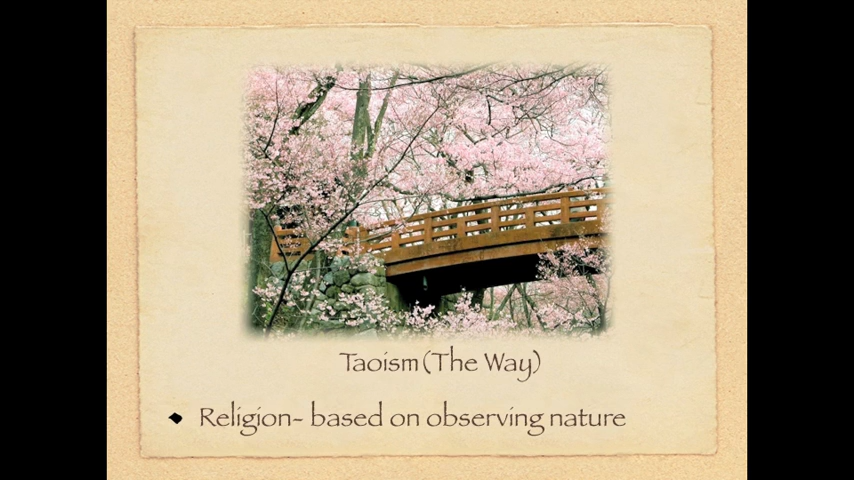 Taoism (The Way)
Religion- based on observing nature